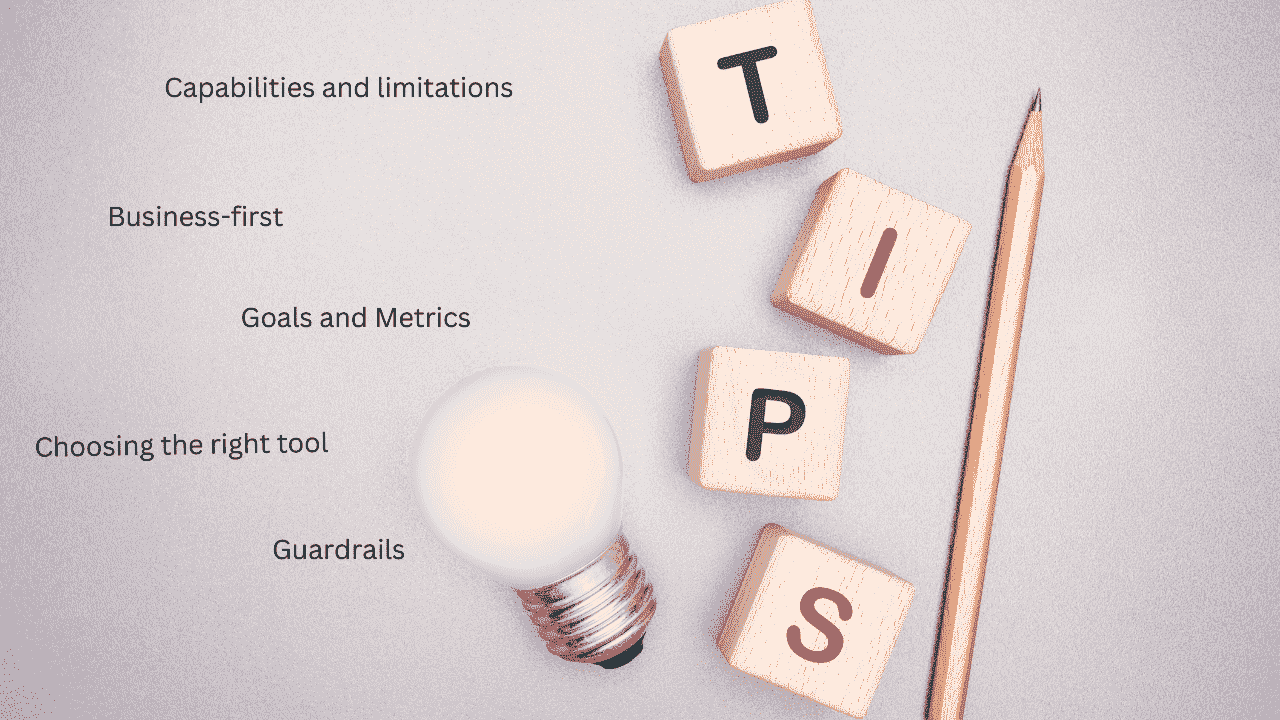 Capabilities and limitations
Business-first
Goals and Metrics
Choosing the right tool
Guardrails
T
I
P
S